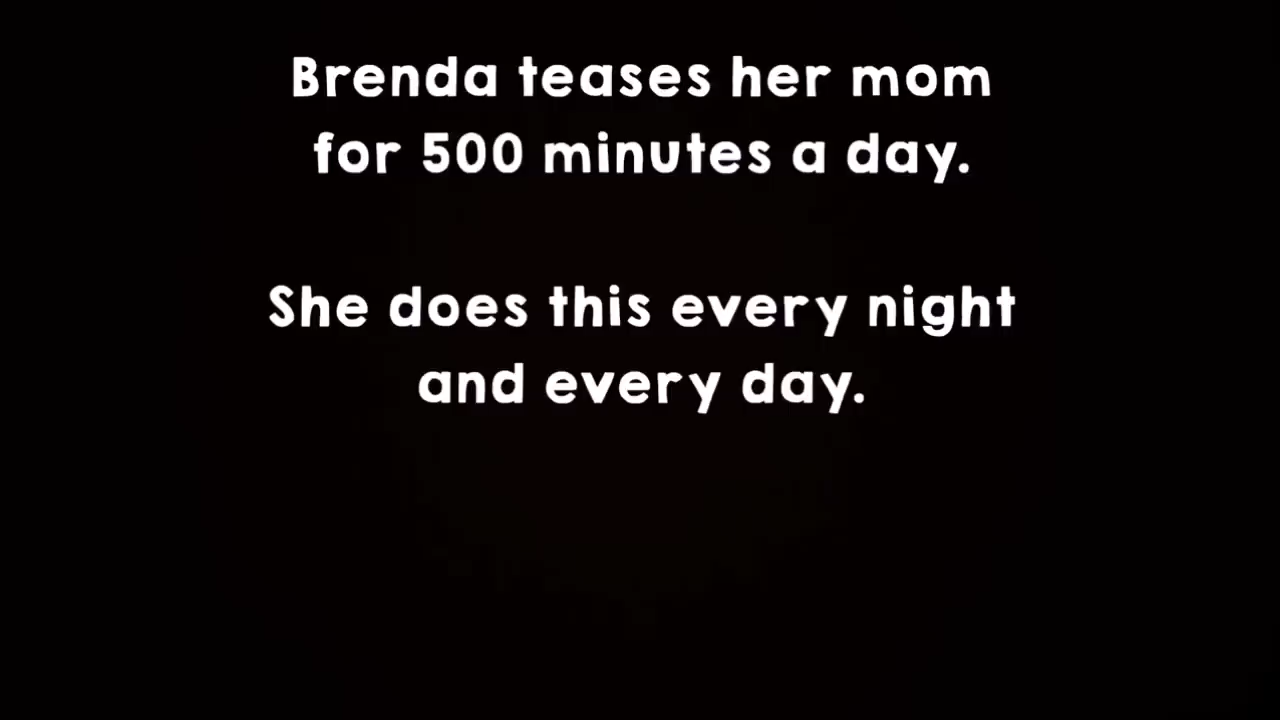 Brenda teases her mom
for 500 minutes a day.
She does this every night
and every day.